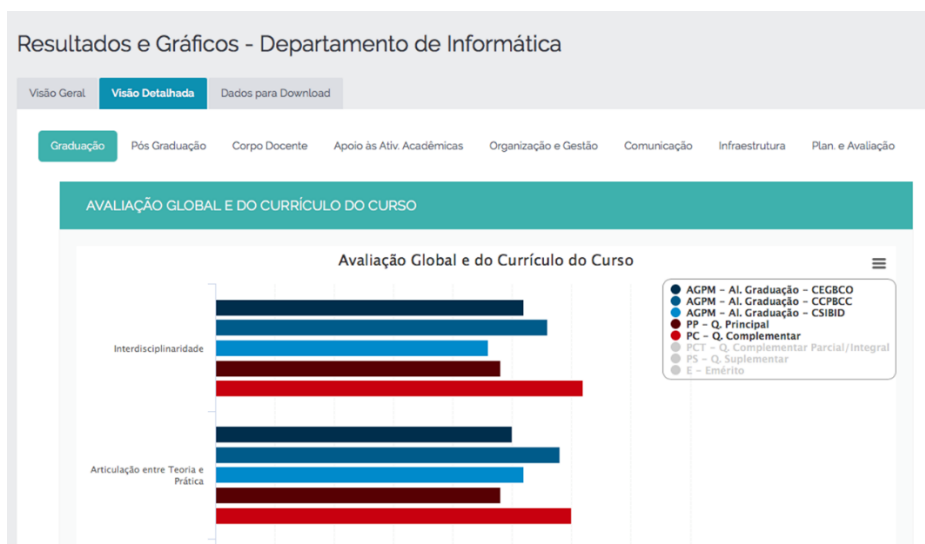 Resultados e Gráficos - Departamento de Informática
Visão Geral Visão Detalhada Dados para Download
Graduação Pós Graduação Corpo Docente Apoio às Ativ. Acadêmicas Organização e Gestão Comunicação Infraestrutura Plan. e Avaliação
AVALIAÇÃO GLOBAL E DO CURRÍCULO DO CURSO
Avaliação Global e do Currículo do Curso
AGPM – Al. Graduação – CEGBCO
AGPM – Al. Graduação – CCPBCC
AGPM – Al. Graduação – CSIBID
PP – Q. Principal
PC – Q. Complementar
PCT – Q. Complementar Parcial/Integral
PS – Q. Suplementar
E – Emérito
Interdisciplinaridade
Articulação entre Teoria e
Prática